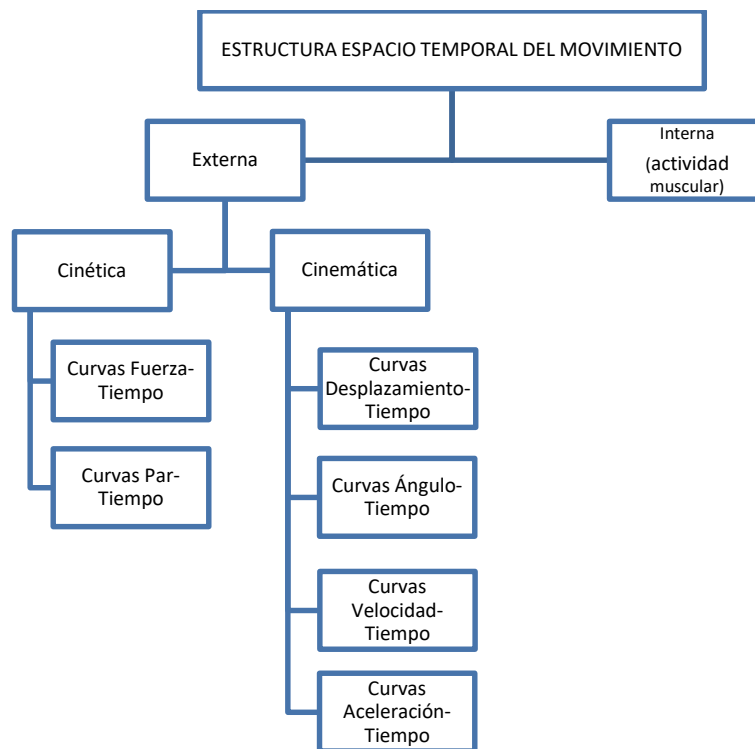 ESTRUCTURA ESPACIO TEMPORAL DEL MOVIMIENTO
Externa
Interna
(actividad
muscular)
Cinética
Cinemática
Curvas Fuerza-
Tiempo
Curvas Par-
Tiempo
Curvas
Desplazamiento-
Tiempo
Curvas Ángulo-
Tiempo
Curvas
Velocidad-
Tiempo
Curvas
Aceleración-
Tiempo